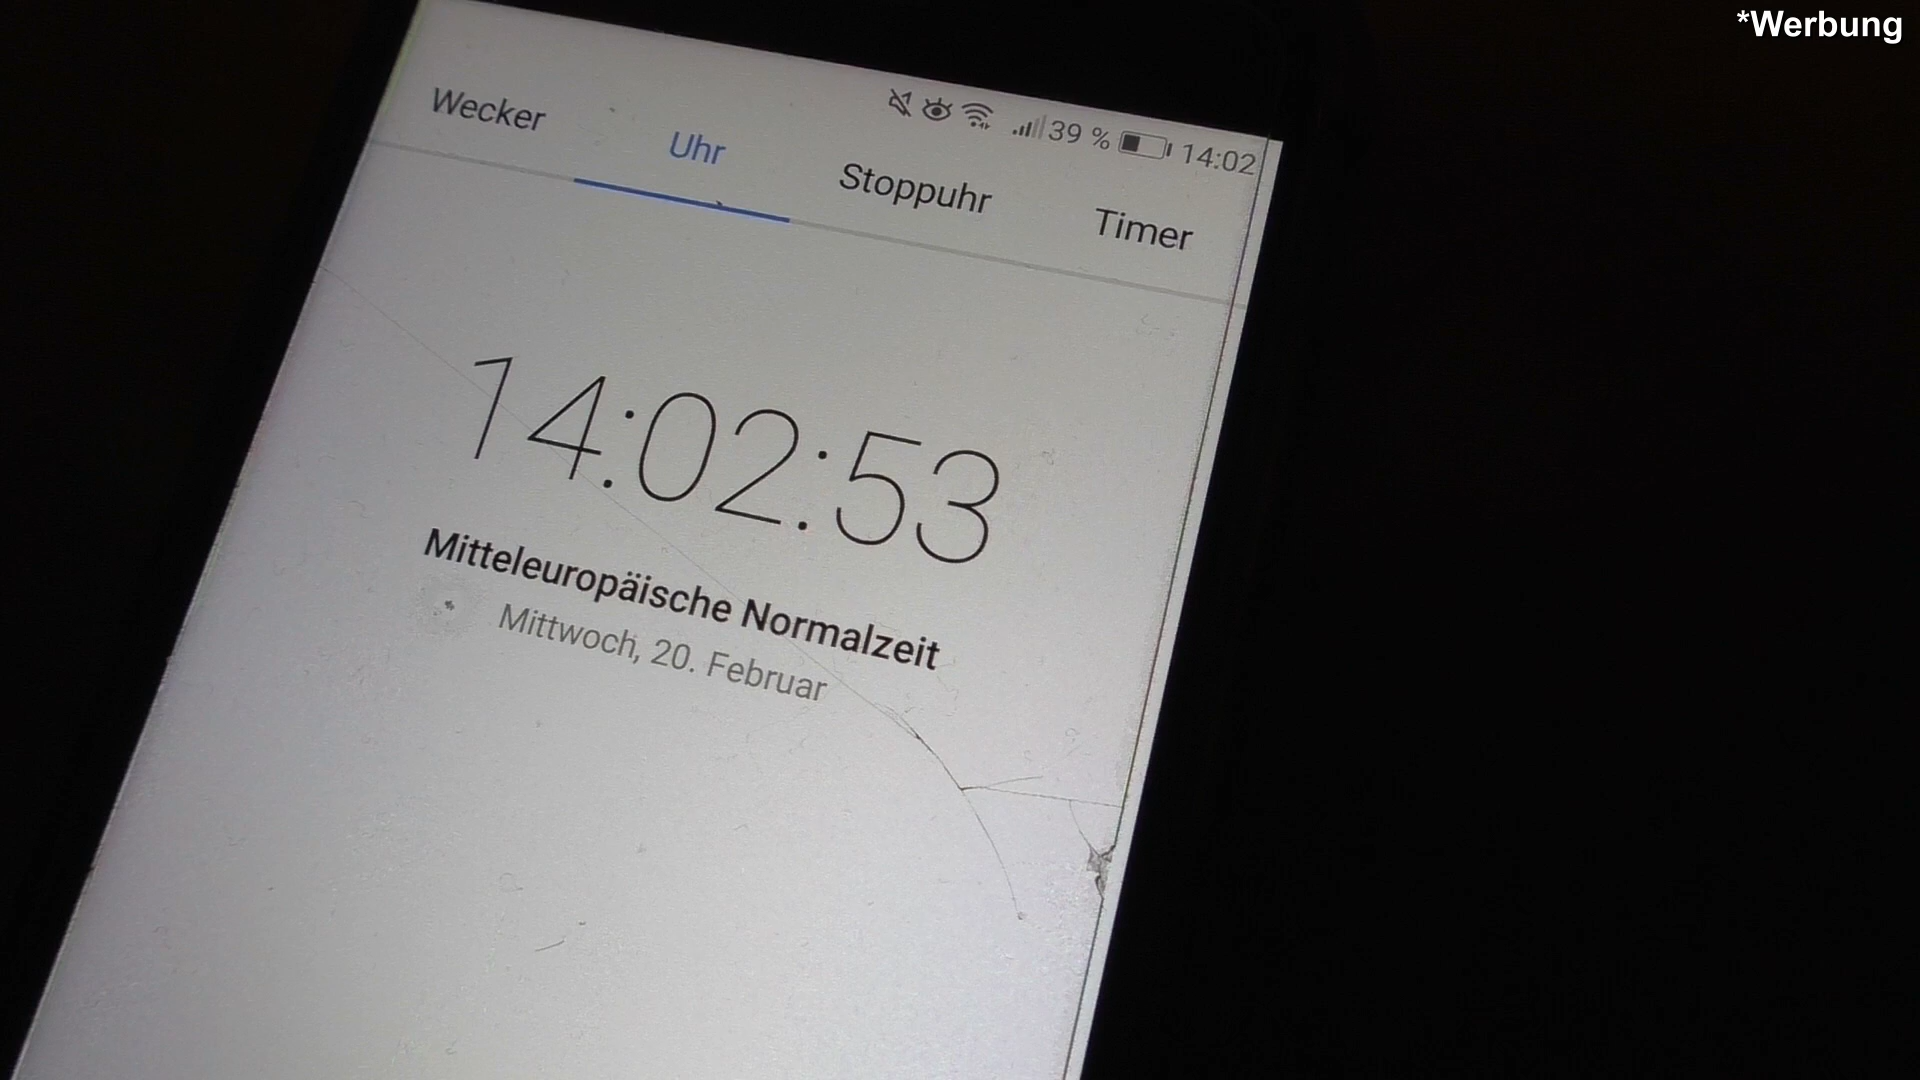 *Werbung
39 % 14:02
Wecker Uhr Stoppuhr Timer
14:02:53
Mitteleuropäische Normalzeit
Mittwoch, 20. Februar